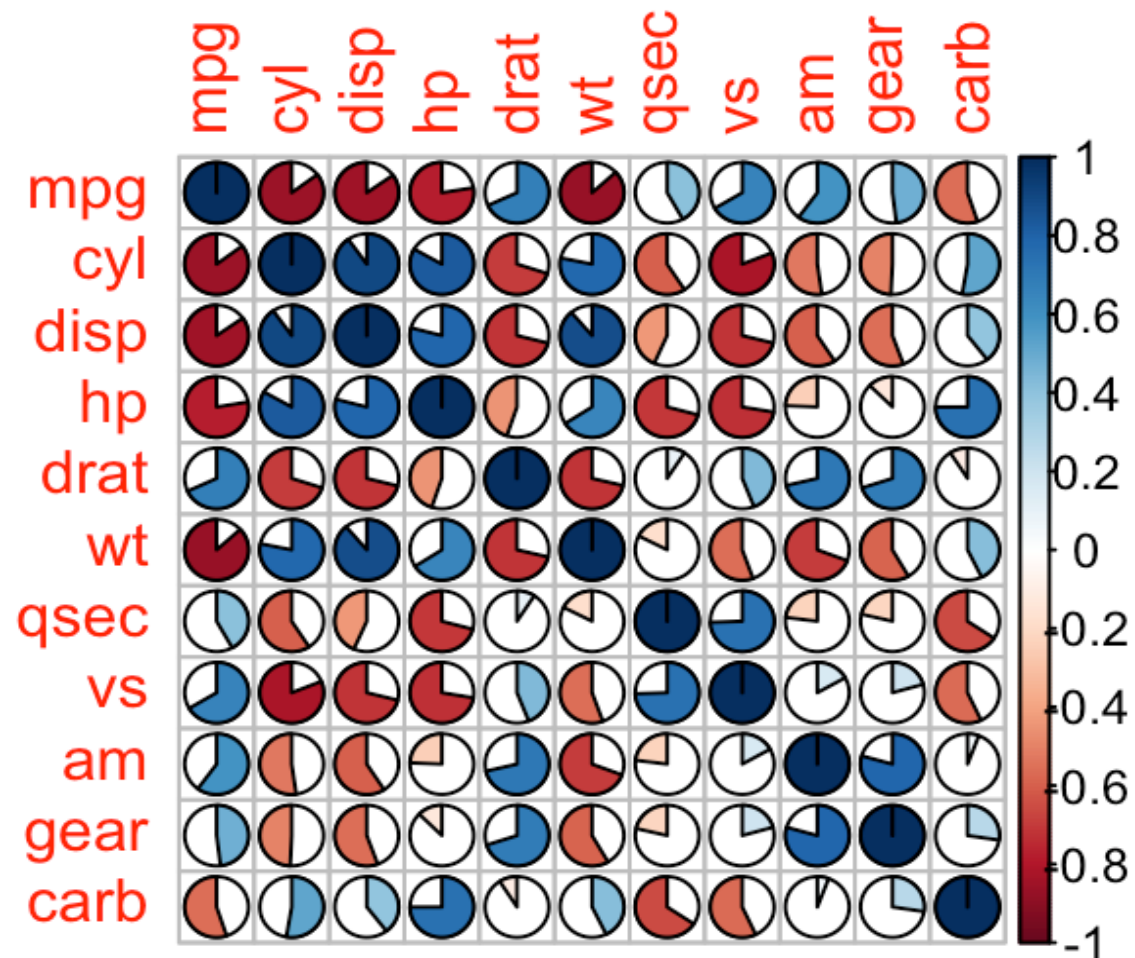 mpg cyl disp hp drat wt qsec vs am gear carb
mpg
cyl
disp
hp
drat
wt
qsec
vs
am
gear
carb
1
0.8
0.6
0.4
0.2
0
-0.2
-0.4
-0.6
-0.8
-1